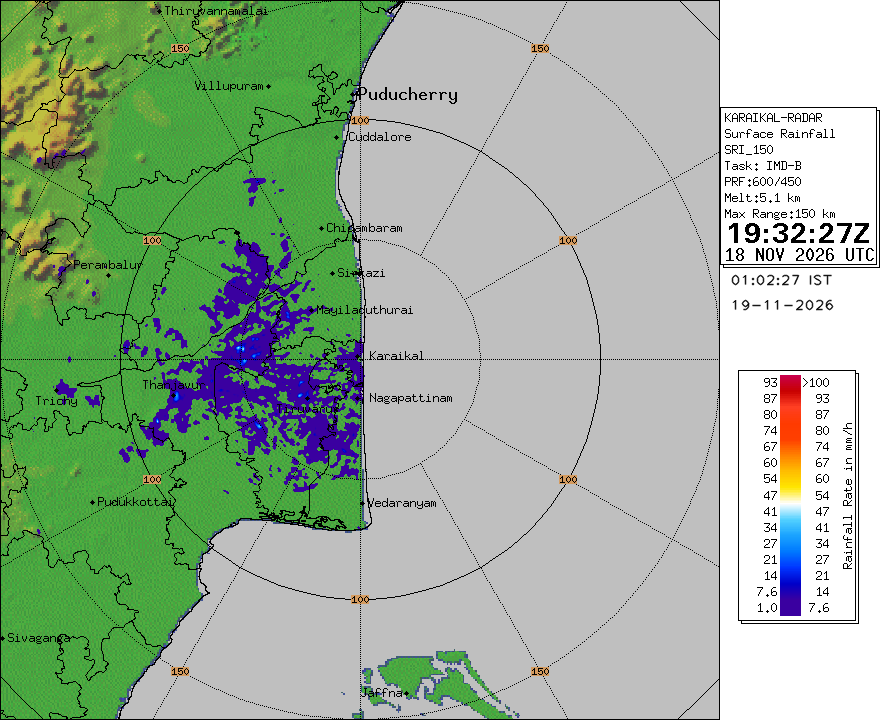 Thiruvannamalai
150
150
Villupuram
Puducherry
100
Cuddalore
KARAIKAL-RADAR
Surface Rainfall
SRI_150
Task: IMD-B
PRF:600/450
Melt:5.1 km
Max Range:150 km
19:32:27Z
18 NOV 2026 UTC
01:02:27 IST
19-11-2026
Chidambaram
100
100
Perambalur
Sirkazi
Mayiladuthurai
Karaikal
Thanjavur
Trichy
Nagapattinam
100
100
Pudukkottai
Vedaranyam
100
Sivaganga
150
150
Jaffna
93 >100
87 93
80 87
74 80
67 74
60 67
54 60
47 54
41 47
34 41
27 34
21 27
14 21
7.6 14
1.0 7.6
Rainfall Rate in mm/h